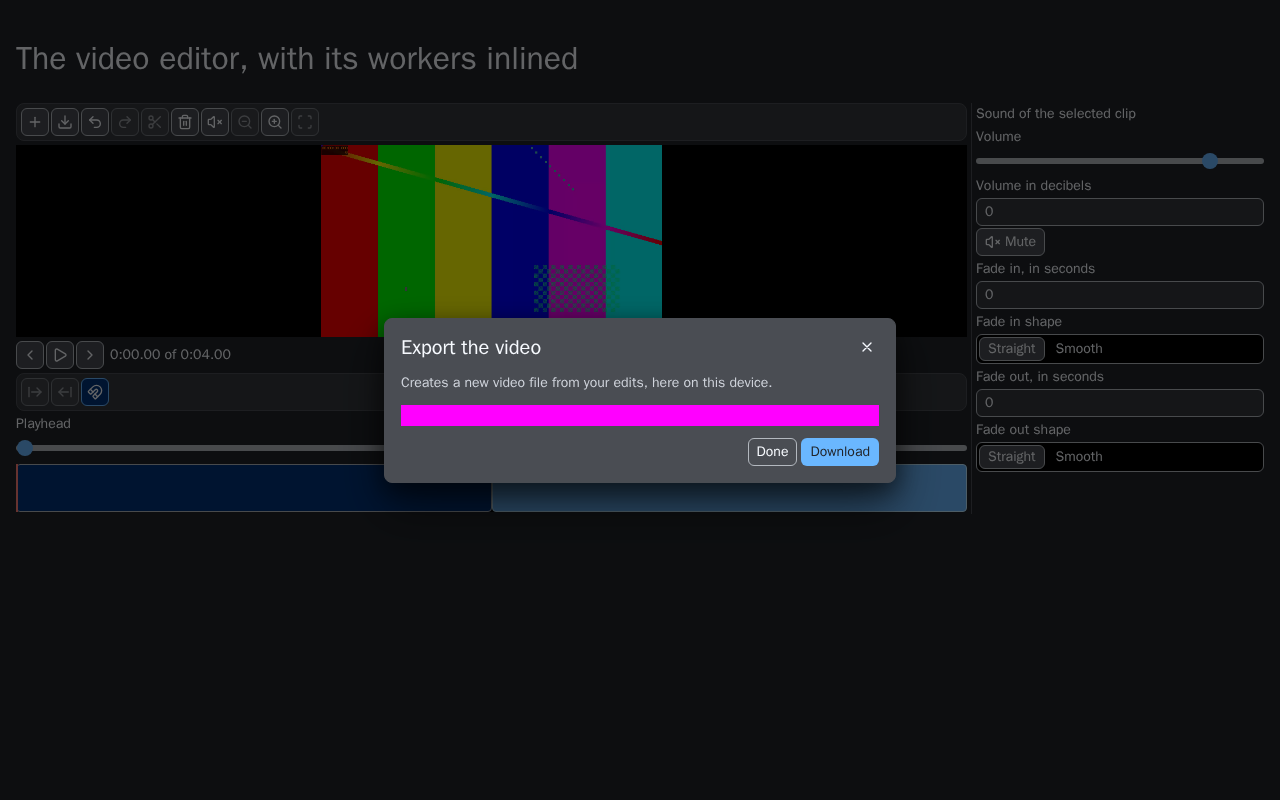 The video editor, with its workers inlined
Sound of the selected clip
Volume
Volume in decibels
0
Mute
Fade in, in seconds
0
Fade in shape
Straight Smooth
Fade out, in seconds
0
Fade out shape
Straight Smooth
0:00.00 of 0:04.00
Playhead
Export the video
Creates a new video file from your edits, here on this device.
Done Download